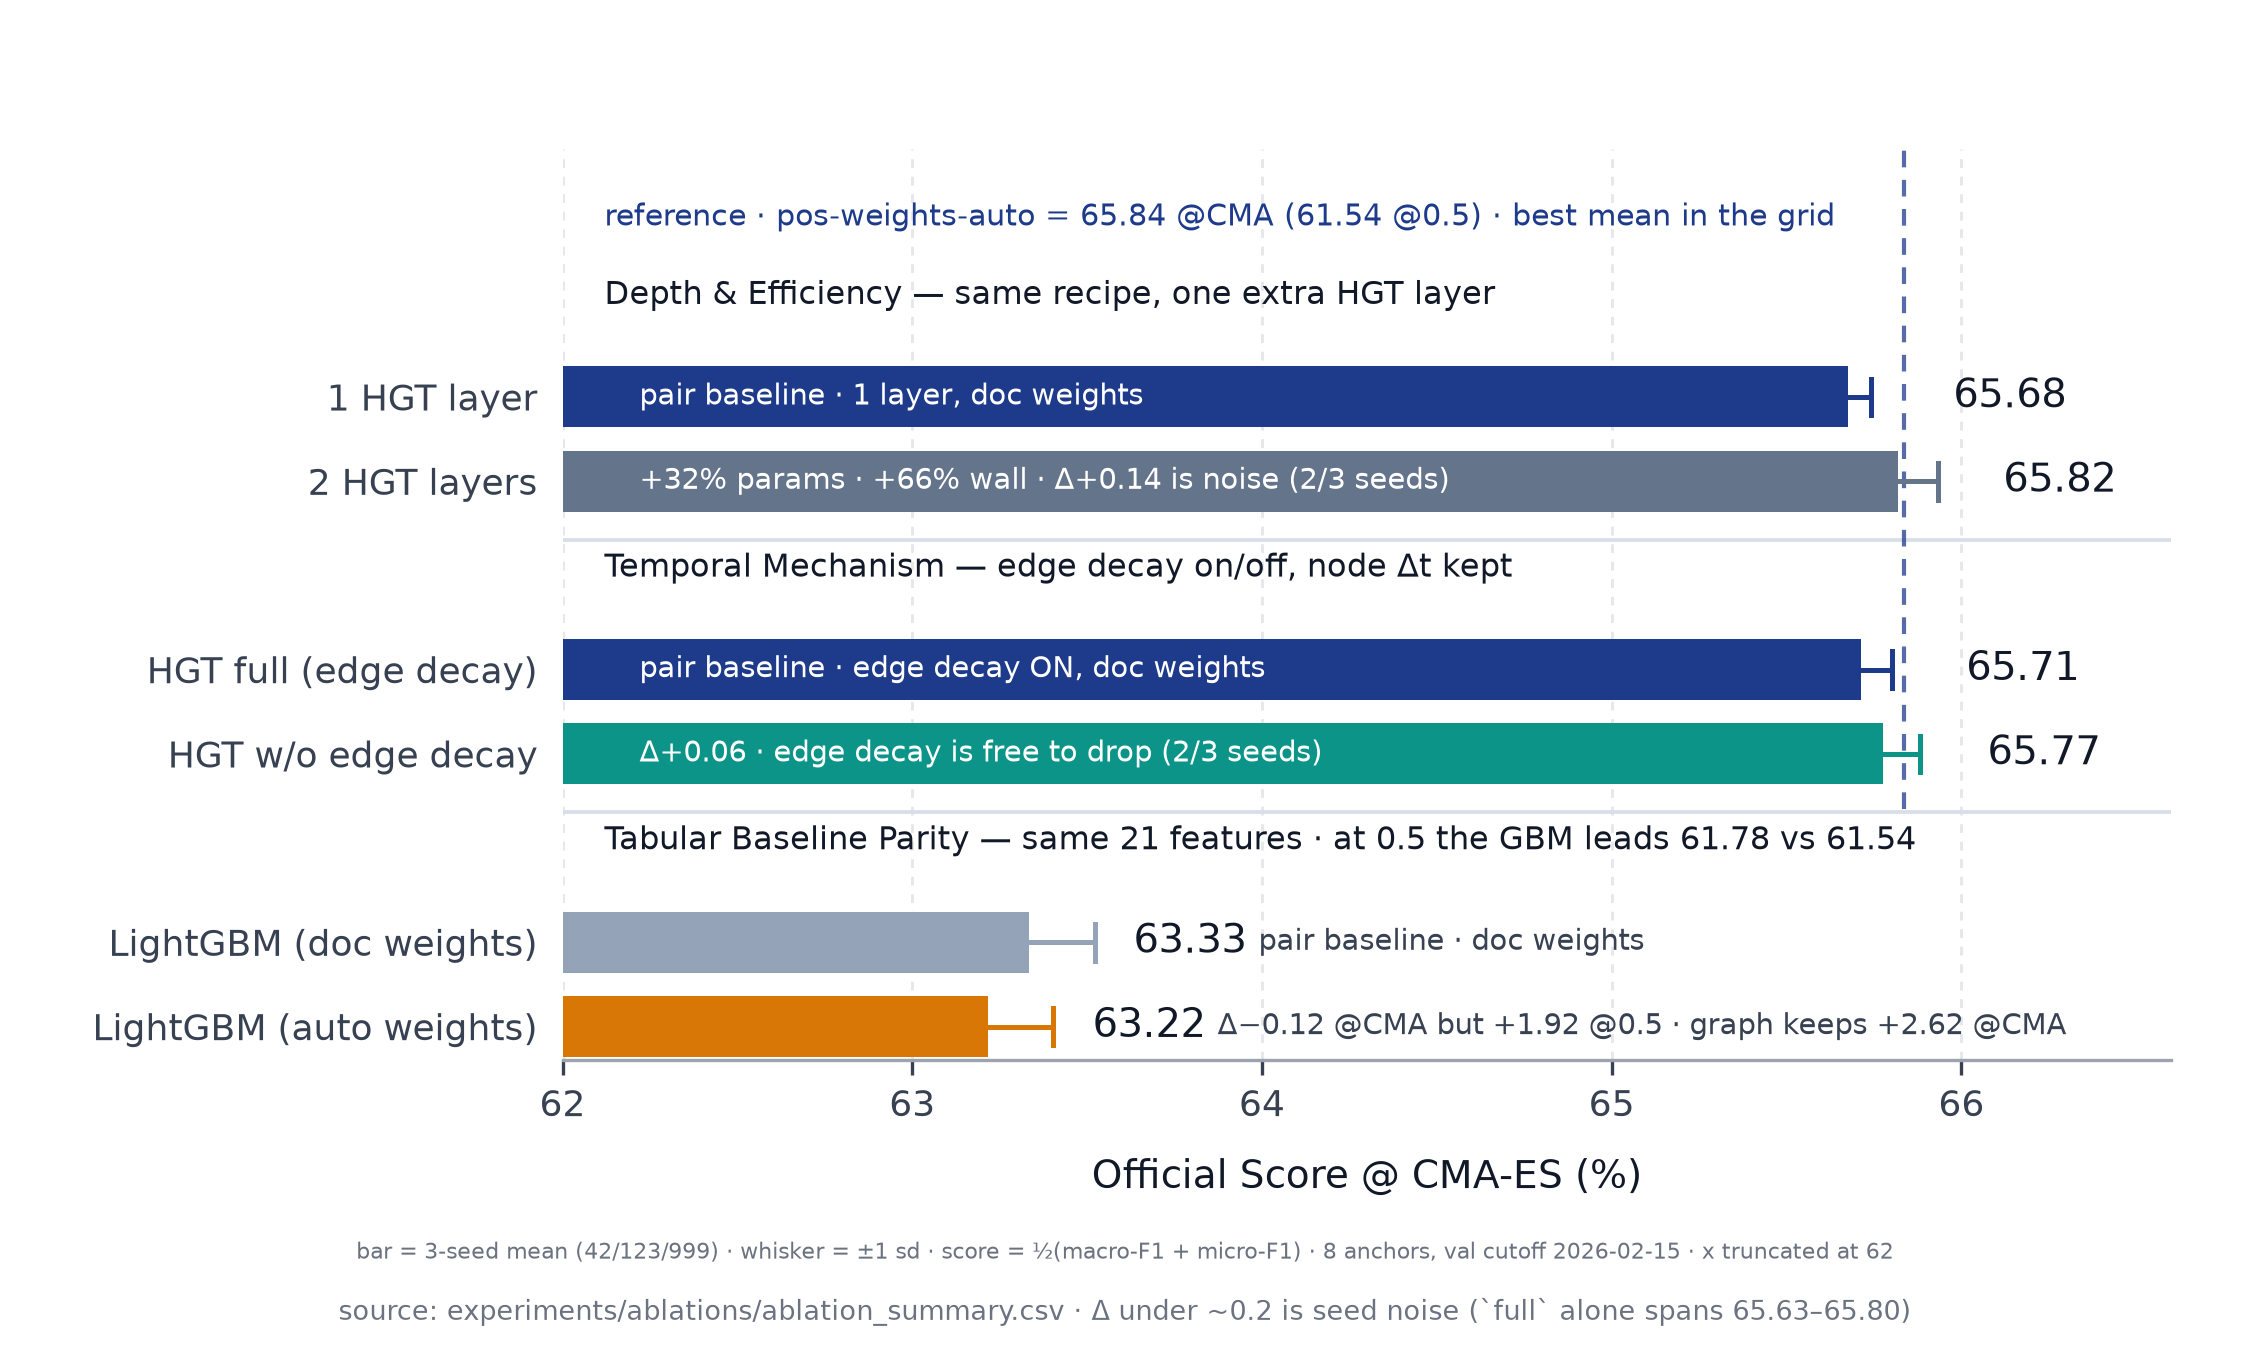 reference · pos-weights-auto = 65.84 @CMA (61.54 @0.5) · best mean in the grid
Depth & Efficiency — same recipe, one extra HGT layer
1 HGT layer
pair baseline · 1 layer, doc weights
65.68
2 HGT layers
+32% params · +66% wall · Δ+0.14 is noise (2/3 seeds)
65.82
Temporal Mechanism — edge decay on/off, node Δt kept
HGT full (edge decay)
pair baseline · edge decay ON, doc weights
65.71
HGT w/o edge decay
Δ+0.06 · edge decay is free to drop (2/3 seeds)
65.77
Tabular Baseline Parity — same 21 features · at 0.5 the GBM leads 61.78 vs 61.54
LightGBM (doc weights)
63.33 pair baseline · doc weights
LightGBM (auto weights)
63.22 Δ−0.12 @CMA but +1.92 @0.5 · graph keeps +2.62 @CMA
62 63 64 65 66
Official Score @ CMA-ES (%)
bar = 3-seed mean (42/123/999) · whisker = ±1 sd · score = ½(macro-F1 + micro-F1) · 8 anchors, val cutoff 2026-02-15 · x truncated at 62
source: experiments/ablations/ablation_summary.csv · Δ under ~0.2 is seed noise (`full` alone spans 65.63–65.80)